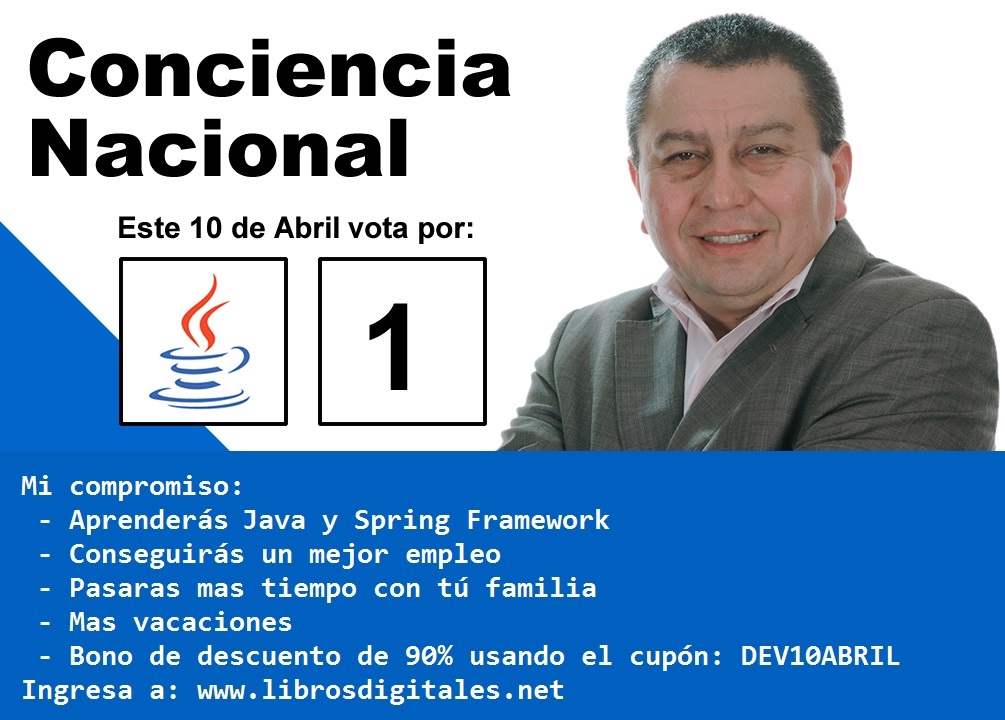 Conciencia
Nacional
Este 10 de Abril vota por:
1
Mi compromiso:
- Aprenderás Java y Spring Framework
- Conseguirás un mejor empleo
- Pasaras mas tiempo con tú familia
- Mas vacaciones
- Bono de descuento de 90% usando el cupón: DEV10ABRIL
Ingresa a: www.librosdigitales.net